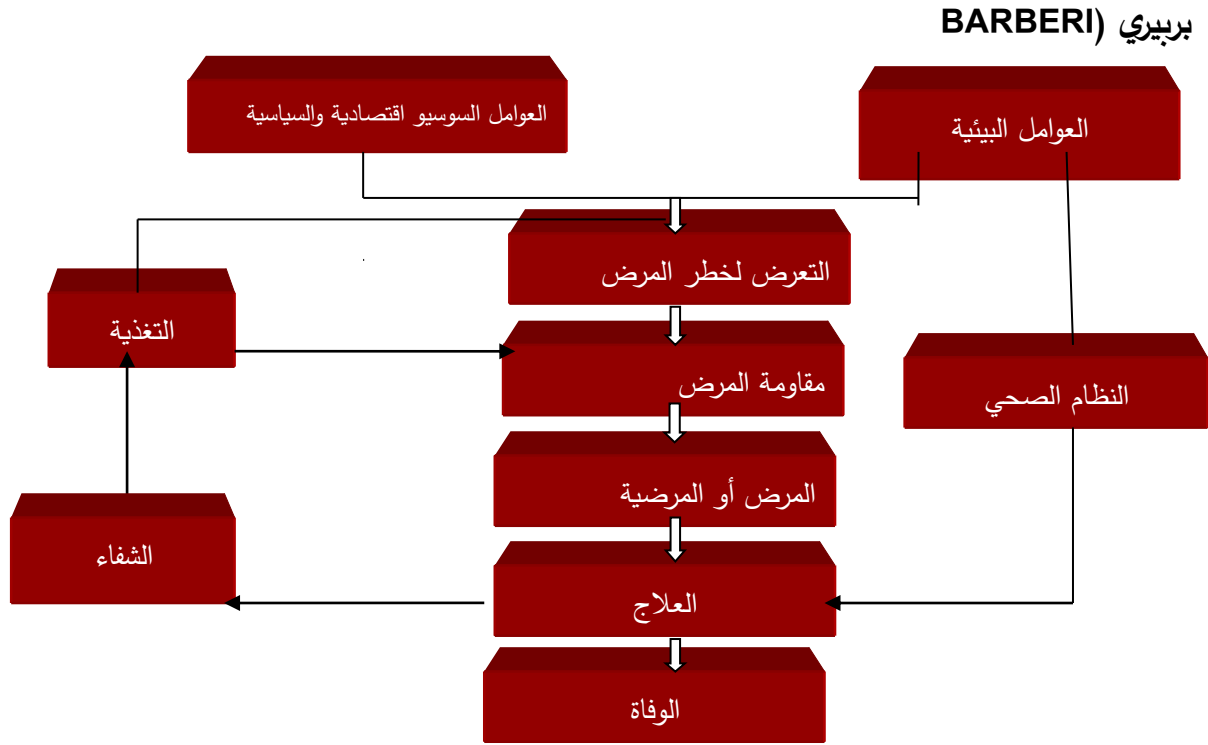 بربيري (BARBERI
العوامل السوسيو اقتصادية والسياسية
العوامل البيئية
التعرض لخطر المرض
التغذية
مقاومة المرض
النظام الصحي
المرض أو المرضية
الشفاء
العلاج
الوفاة